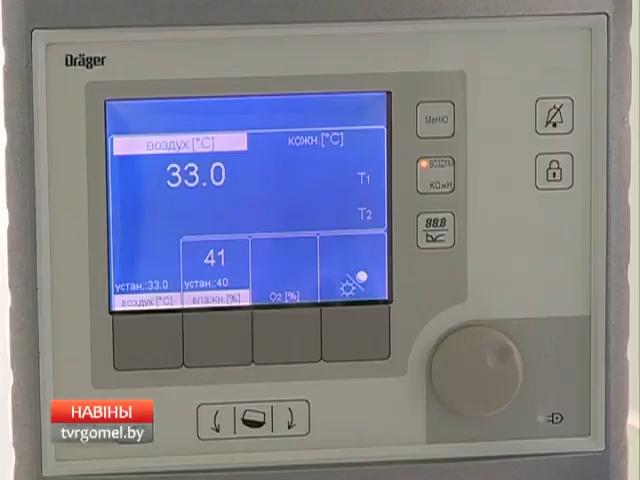 Dräger
воздух [°C] кожн.[°C]
33.0
T1
T2
41
устан.:33.0 устан.:40
воздух [°C] влажн.[%] O2 [%]
Меню
воздух
кожн
88.8
НАВІНЫ
tvrgomel.by